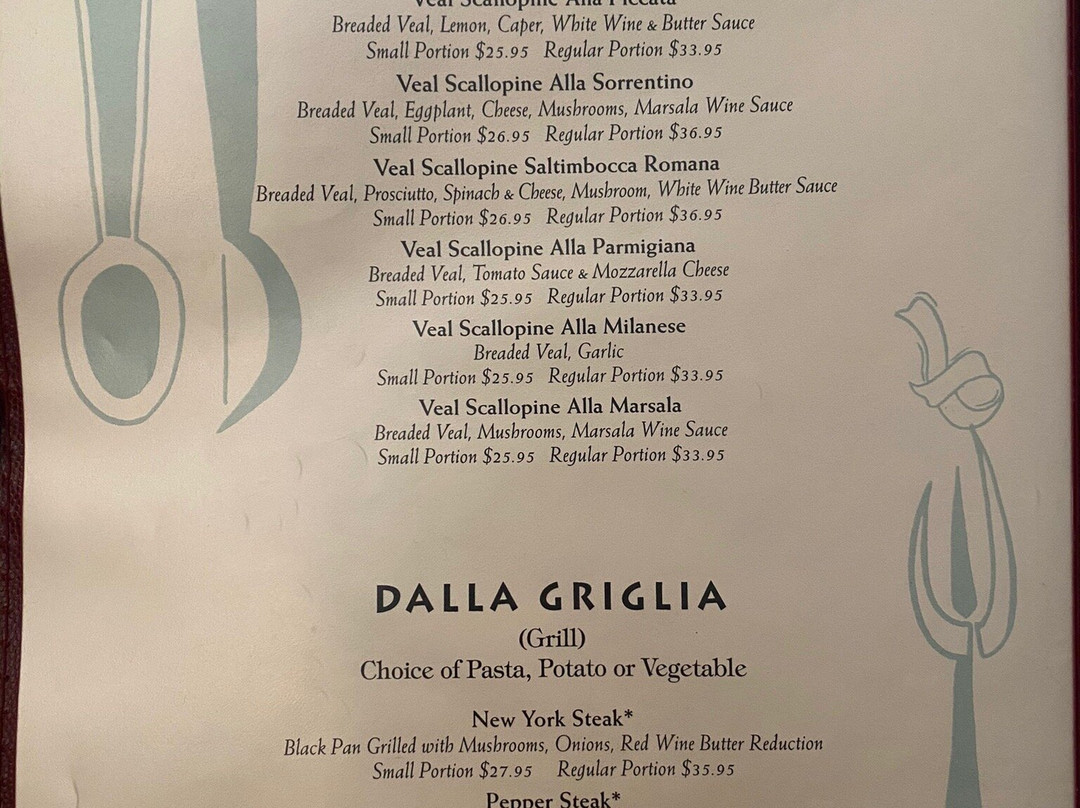 Veal Scallopine Alla Piccata
Breaded Veal, Lemon, Caper, White Wine & Butter Sauce
Small Portion $25.95 Regular Portion $33.95
Veal Scallopine Alla Sorrentino
Breaded Veal, Eggplant, Cheese, Mushrooms, Marsala Wine Sauce
Small Portion $26.95 Regular Portion $36.95
Veal Scallopine Saltimbocca Romana
Breaded Veal, Prosciutto, Spinach & Cheese, Mushroom, White Wine Butter Sauce
Small Portion $26.95 Regular Portion $36.95
Veal Scallopine Alla Parmigiana
Breaded Veal, Tomato Sauce & Mozzarella Cheese
Small Portion $25.95 Regular Portion $33.95
Veal Scallopine Alla Milanese
Breaded Veal, Garlic
Small Portion $25.95 Regular Portion $33.95
Veal Scallopine Alla Marsala
Breaded Veal, Mushrooms, Marsala Wine Sauce
Small Portion $25.95 Regular Portion $33.95
DALLA GRIGLIA
(Grill)
Choice of Pasta, Potato or Vegetable
New York Steak*
Black Pan Grilled with Mushrooms, Onions, Red Wine Butter Reduction
Small Portion $27.95 Regular Portion $35.95
Pepper Steak*